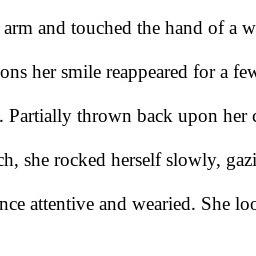 arm and touched the hand of a w
ons her smile reappeared for a few
. Partially thrown back upon her c
ch, she rocked herself slowly, gazi
nce attentive and wearied. She loo